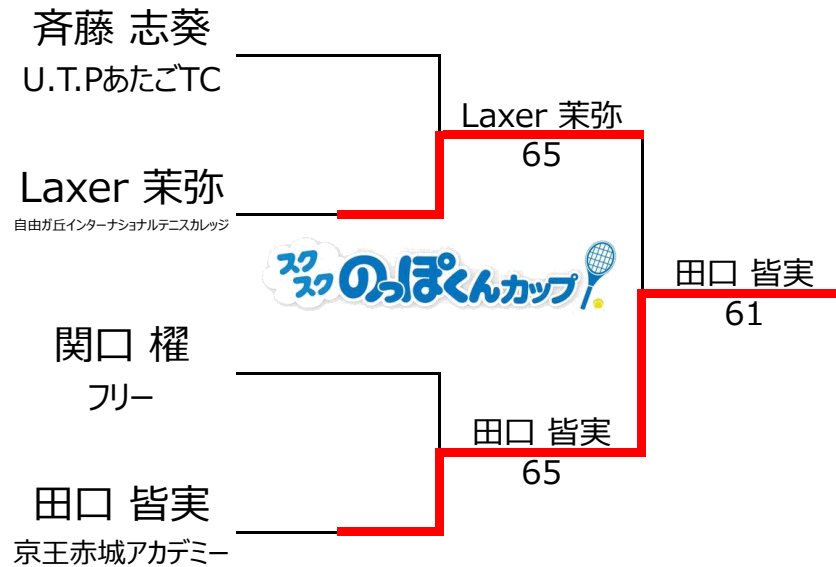 斉藤 志葵
U.T.PあたごTC
Laxer 茉弥
65
Laxer 茉弥
自由ガ丘インターナショナルテニスカレッジ
スク
スク
のっぽくんカップ
田口 皆実
61
関口 櫂
フリー
田口 皆実
65
田口 皆実
京王赤城アカデミー